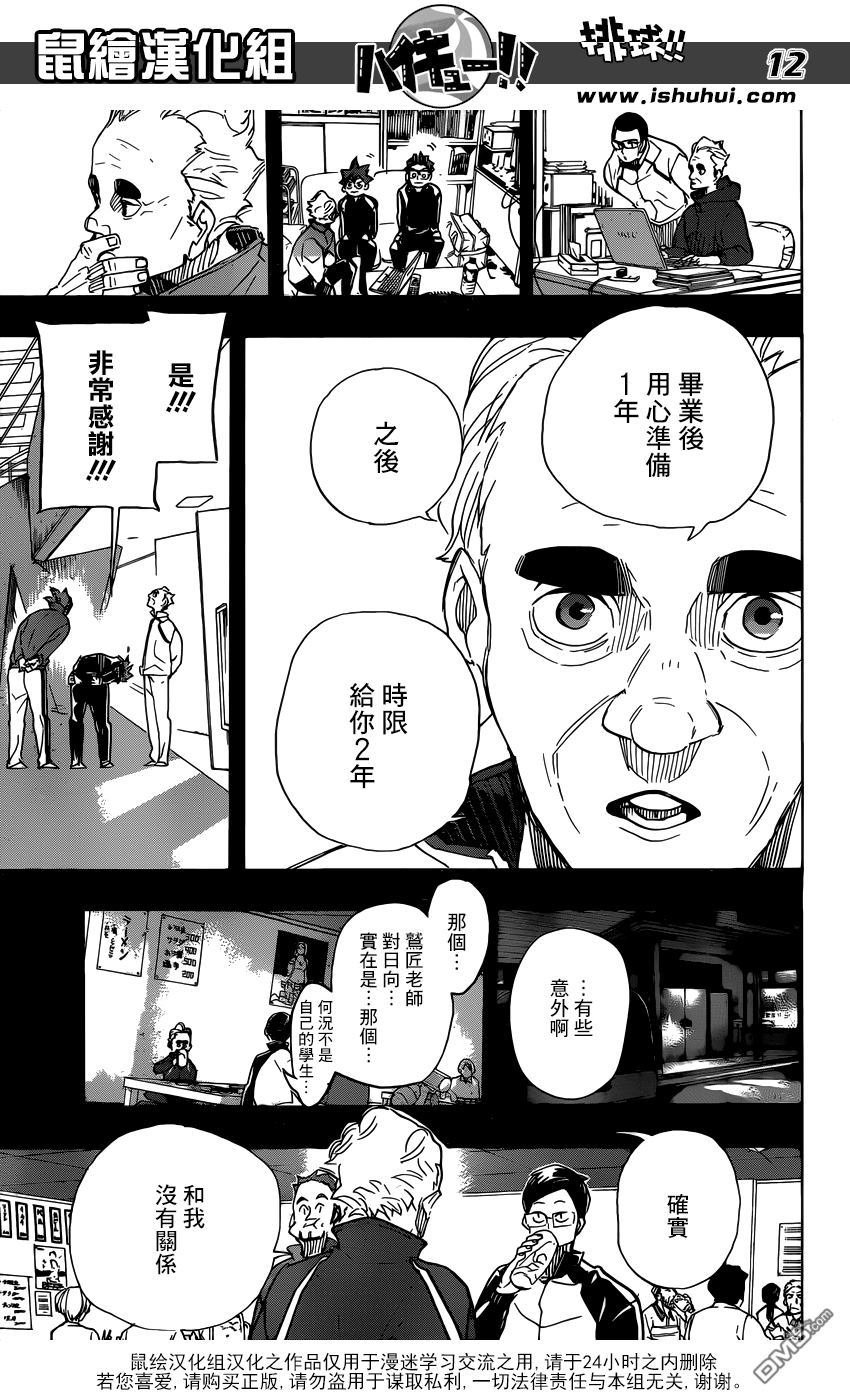 鼠繪漢化組
ハイキュー!!
排球!!
12
www.ishuhui.com
畢業後
用心準備
1年
之後
時限
給你2年
是!!!
非常感謝!!!
…有些
意外啊
那個…
鷲匠老師
對日向…
實在是…那個…
何況不是
自己的學生…
確實
和我
沒有關係
鼠绘汉化组汉化之作品仅用于漫迷学习交流之用, 请于24小时之内删除
若您喜爱, 请购买正版, 请勿盗用于谋取私利, 一切法律责任与本组无关, 谢谢.